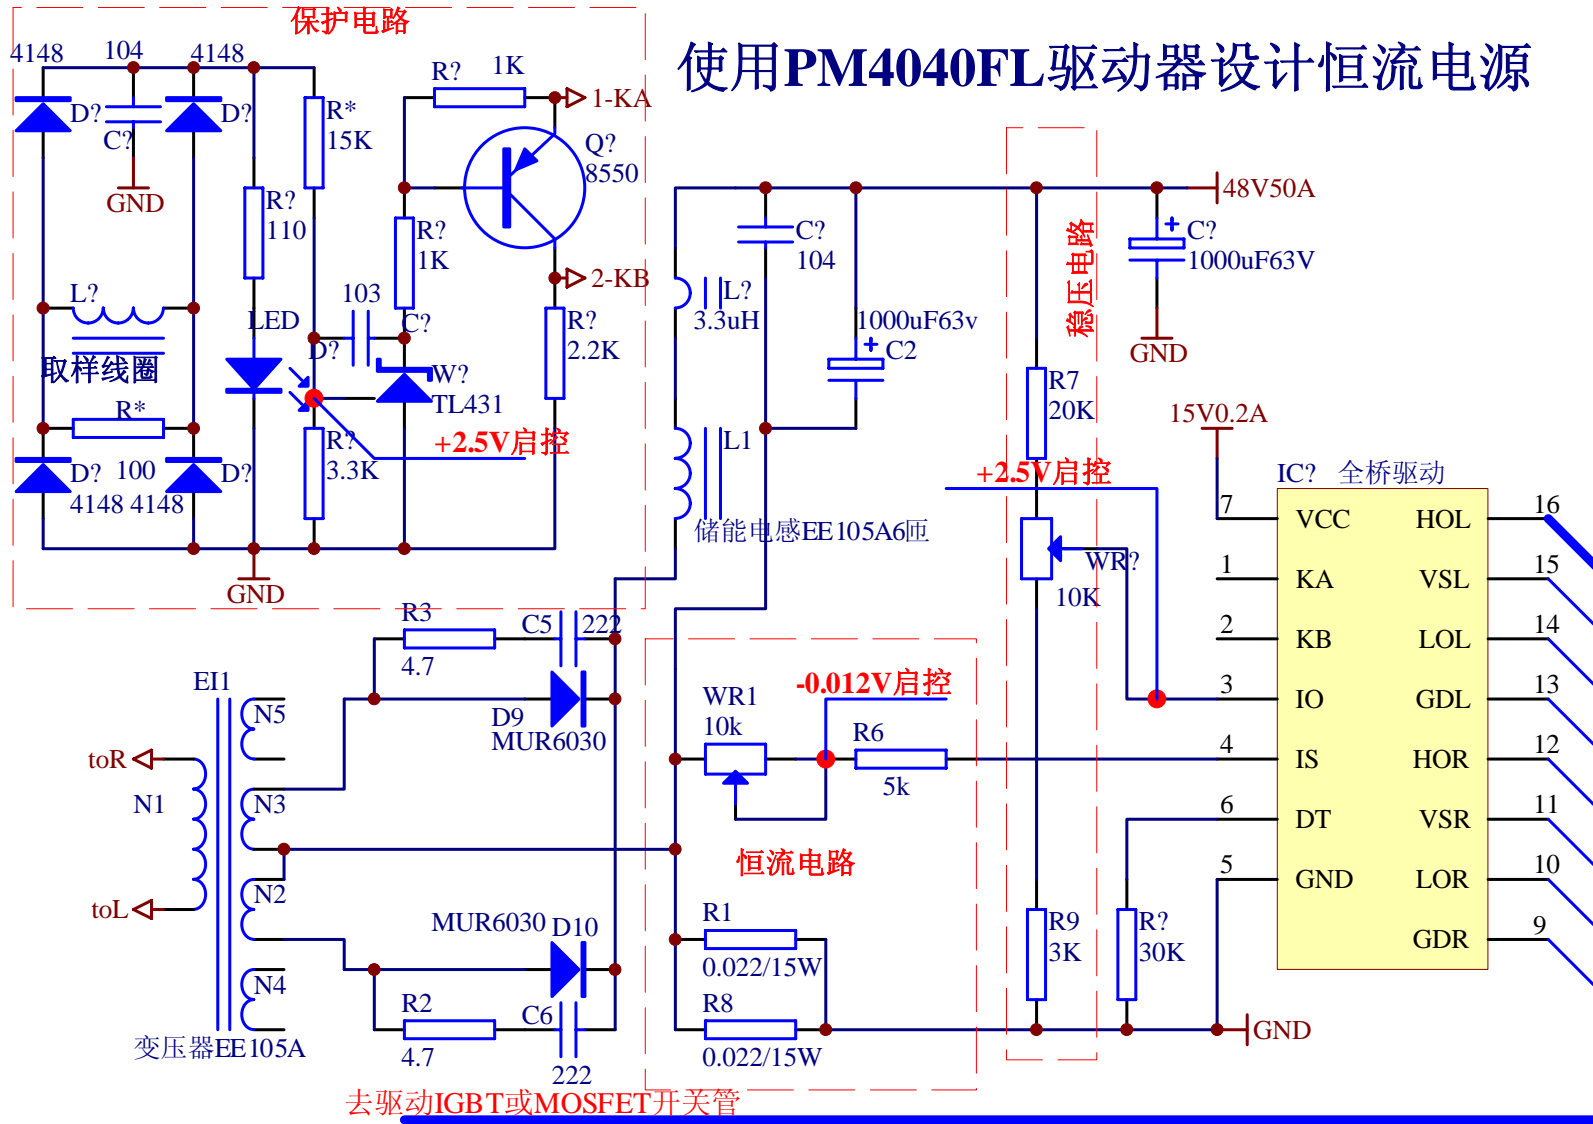 保护电路
使用PM4040FL驱动器设计恒流电源
4148
104
4148
D?
C?
D?
GND
R*
15K
R?
110
R?
1K
1-KA
Q?
8550
R?
1K
2-KB
L?
取样线圈
R*
100
D?
4148
4148
D?
LED
D?
103
C?
W?
TL431
R?
2.2K
R?
3.3K
+2.5V启控
GND
48V50A
C?
104
L?
3.3uH
1000uF63v
+
C2
L1
储能电感EE105A6匝
稳压电路
+
C?
1000uF63V
GND
R7
20K
+2.5V启控
WR?
10K
15V0.2A
IC?
全桥驱动
7
VCC
HOL
16
1
KA
VSL
15
2
KB
LOL
14
3
IO
GDL
13
4
IS
HOR
12
6
DT
VSR
11
5
GND
LOR
10
GDR
9
R3
4.7
C5
222
D9
MUR6030
EI1
N5
toR
N1
N3
N2
toL
N4
变压器EE105A
MUR6030
D10
R2
4.7
C6
222
WR1
10k
-0.012V启控
R6
5k
恒流电路
R1
0.022/15W
R8
0.022/15W
R9
3K
R?
30K
GND
去驱动IGBT或MOSFET开关管